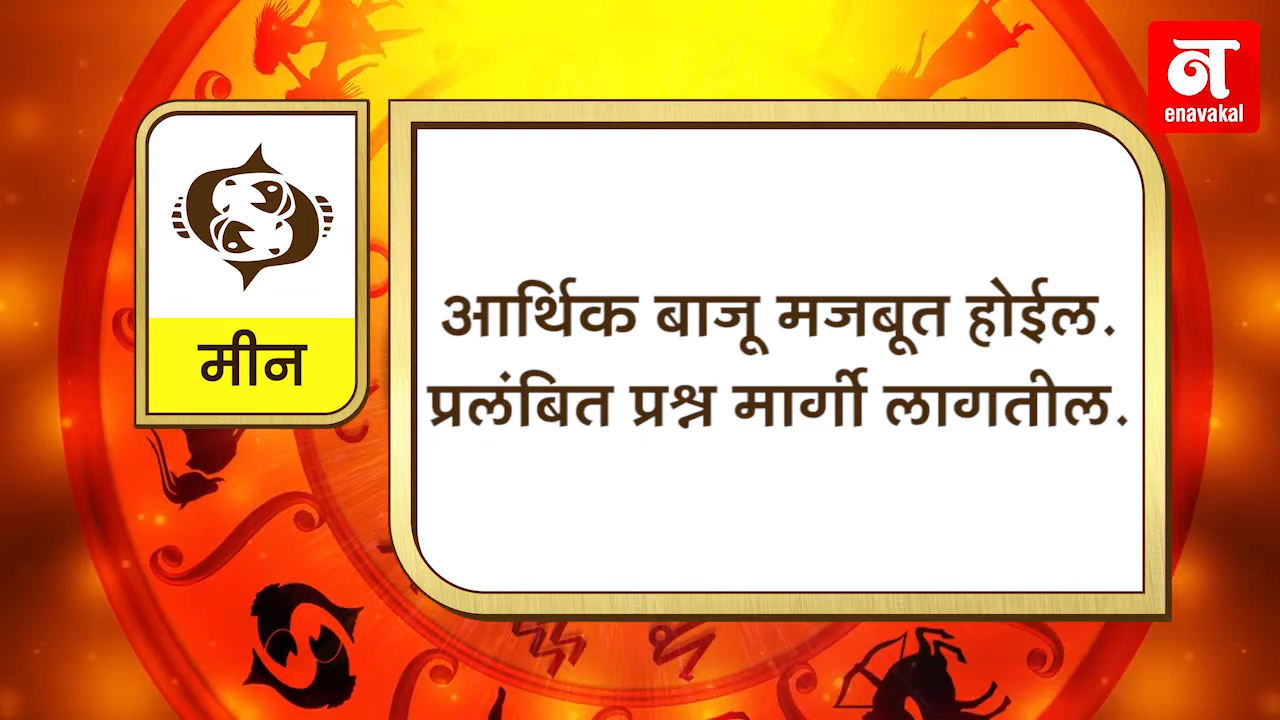 न
enavakal
मीन
आर्थिक बाजू मजबूत होईल.
प्रलंबित प्रश्न मार्गी लागतील.